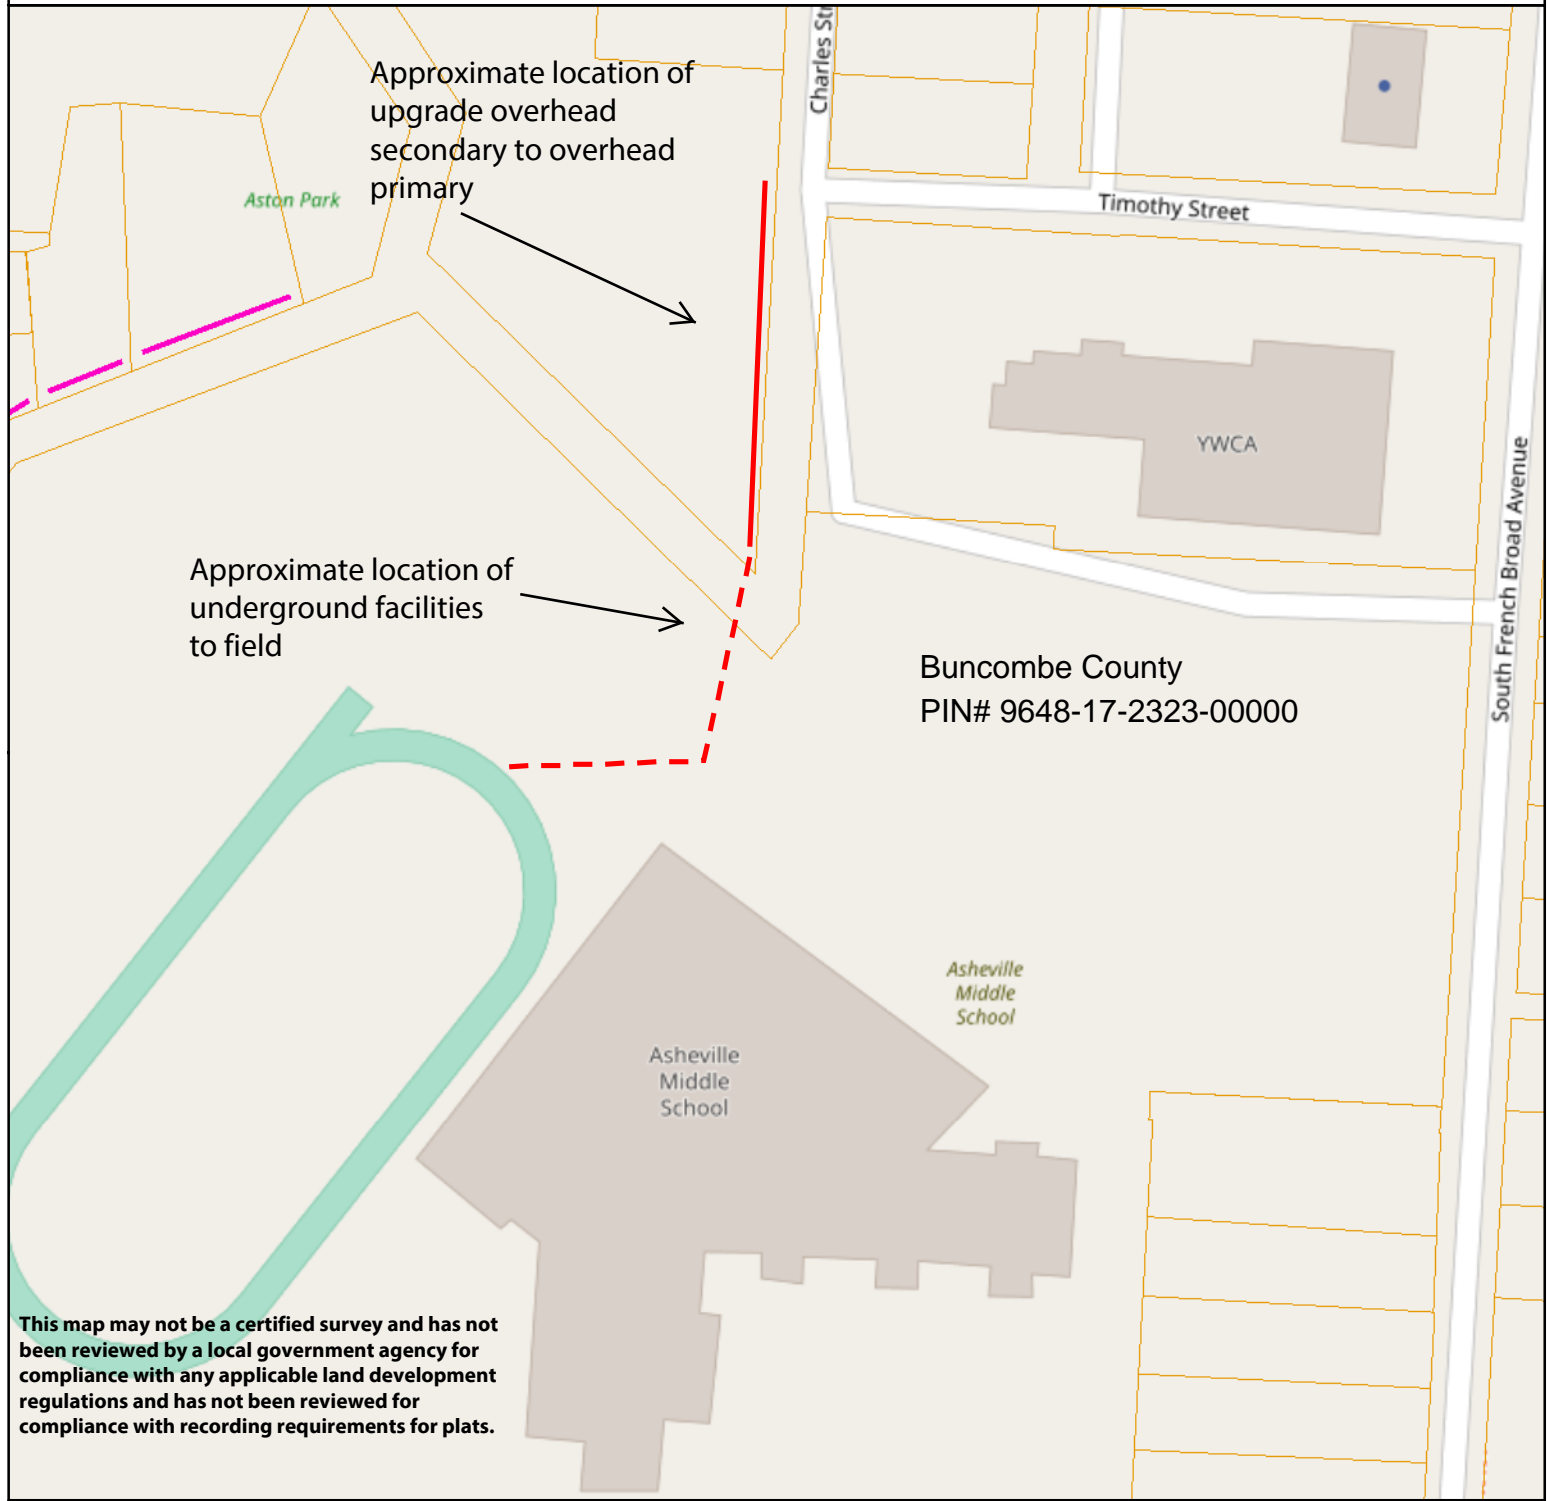 Approximate location of
upgrade overhead
secondary to overhead
primary
Charles Str
Aston Park
Timothy Street
YWCA
South French Broad Avenue
Approximate location of
underground facilities
to field
Buncombe County
PIN# 9648-17-2323-00000
Asheville
Middle
School
Asheville
Middle
School
This map may not be a certified survey and has not
been reviewed by a local government agency for
compliance with any applicable land development
regulations and has not been reviewed for
compliance with recording requirements for plats.